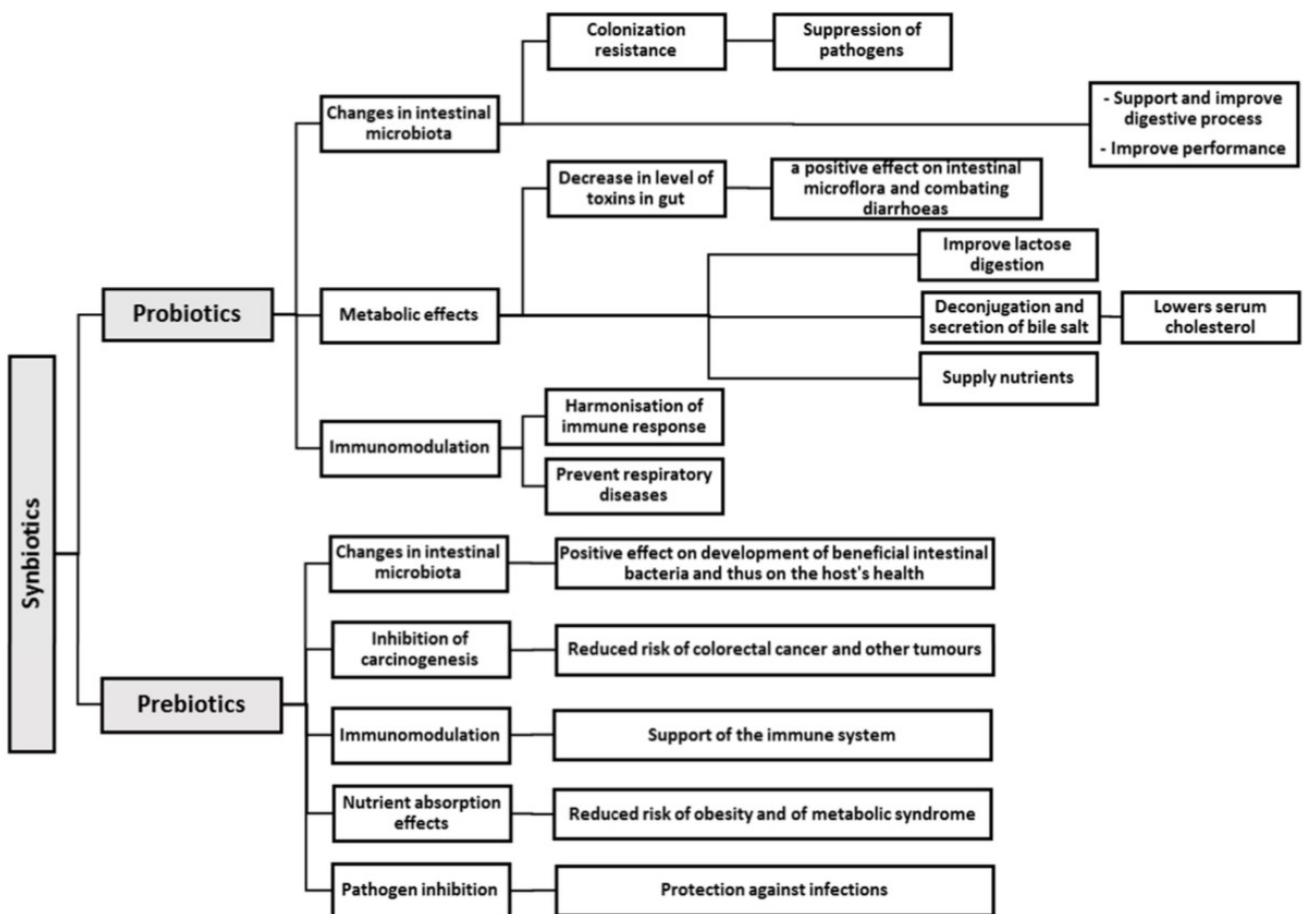 Synbiotics
Probiotics
Changes in intestinal
microbiota
Colonization
resistance
Suppression of
pathogens
- Support and improve
digestive process
- Improve performance
Metabolic effects
Decrease in level of
toxins in gut
a positive effect on intestinal
microflora and combating
diarrhoeas
Improve lactose
digestion
Deconjugation and
secretion of bile salt
Lowers serum
cholesterol
Supply nutrients
Immunomodulation
Harmonisation of
immune response
Prevent respiratory
diseases
Prebiotics
Changes in intestinal
microbiota
Positive effect on development of beneficial intestinal
bacteria and thus on the host's health
Inhibition of
carcinogenesis
Reduced risk of colorectal cancer and other tumours
Immunomodulation
Support of the immune system
Nutrient absorption
effects
Reduced risk of obesity and of metabolic syndrome
Pathogen inhibition
Protection against infections